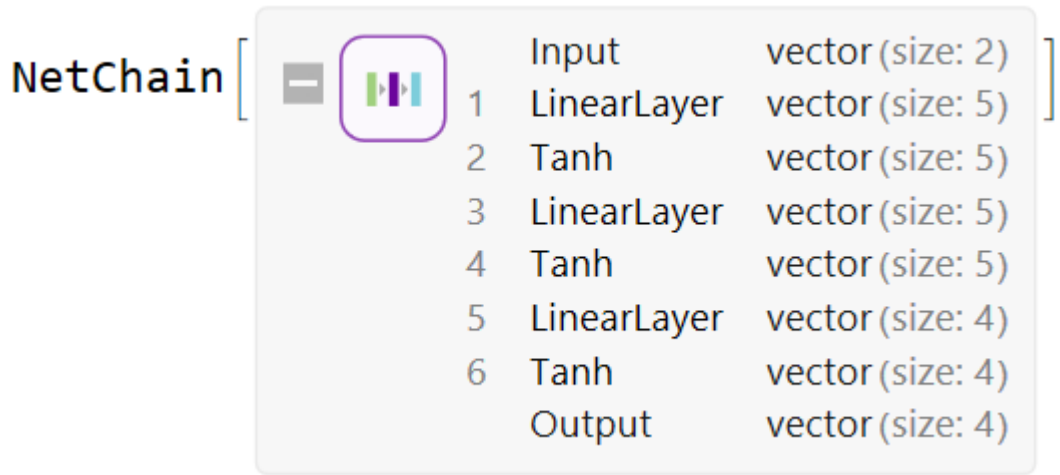 NetChain[
Input vector (size: 2)
1 LinearLayer vector (size: 5)
2 Tanh vector (size: 5)
3 LinearLayer vector (size: 5)
4 Tanh vector (size: 5)
5 LinearLayer vector (size: 4)
6 Tanh vector (size: 4)
Output vector (size: 4)
]